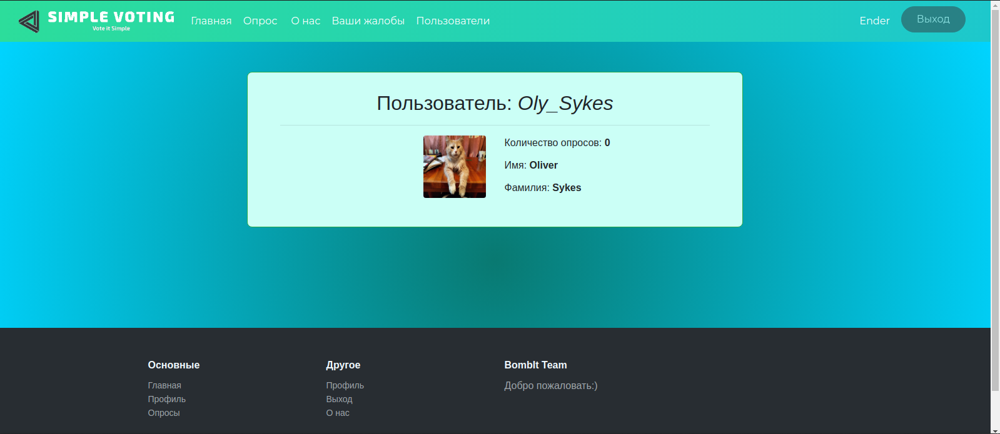 SIMPLE VOTING
Vote it Simple
Главная Опрос О нас Ваши жалобы Пользователи Ender Выход
Пользователь: Oly_Sykes
Количество опросов: 0
Имя: Oliver
Фамилия: Sykes
Основные
Главная
Профиль
Опросы
Другое
Профиль
Выход
О нас
BombIt Team
Добро пожаловать:)